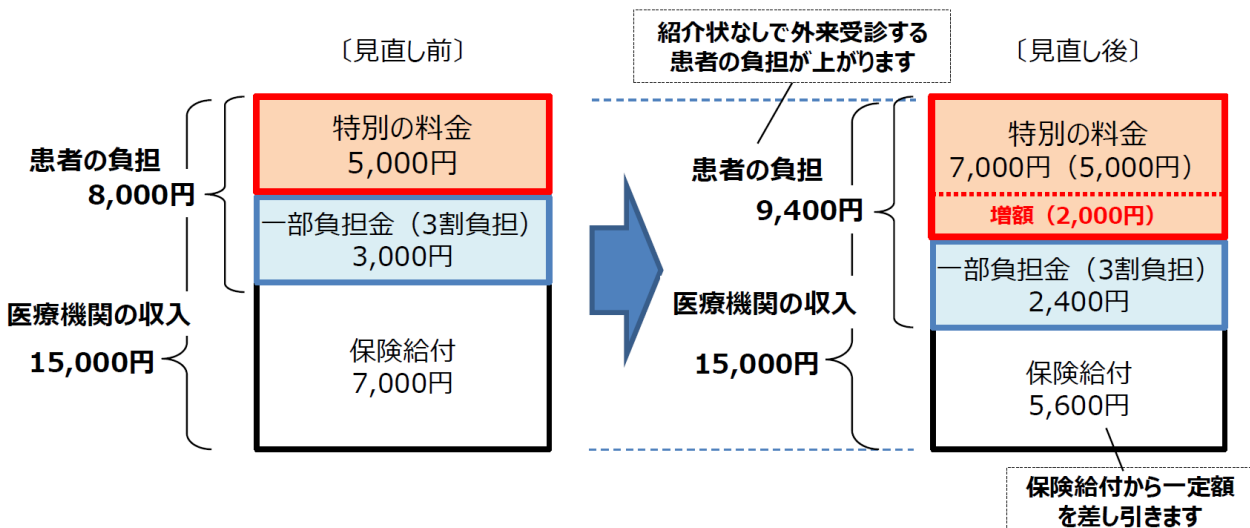 〔見直し前〕
患者の負担
8,000円
特別の料金
5,000円
一部負担金（3割負担）
3,000円
医療機関の収入
15,000円
保険給付
7,000円
紹介状なしで外来受診する
患者の負担が上がります
〔見直し後〕
患者の負担
9,400円
特別の料金
7,000円（5,000円）
増額（2,000円）
一部負担金（3割負担）
2,400円
医療機関の収入
15,000円
保険給付
5,600円
保険給付から一定額
を差し引きます